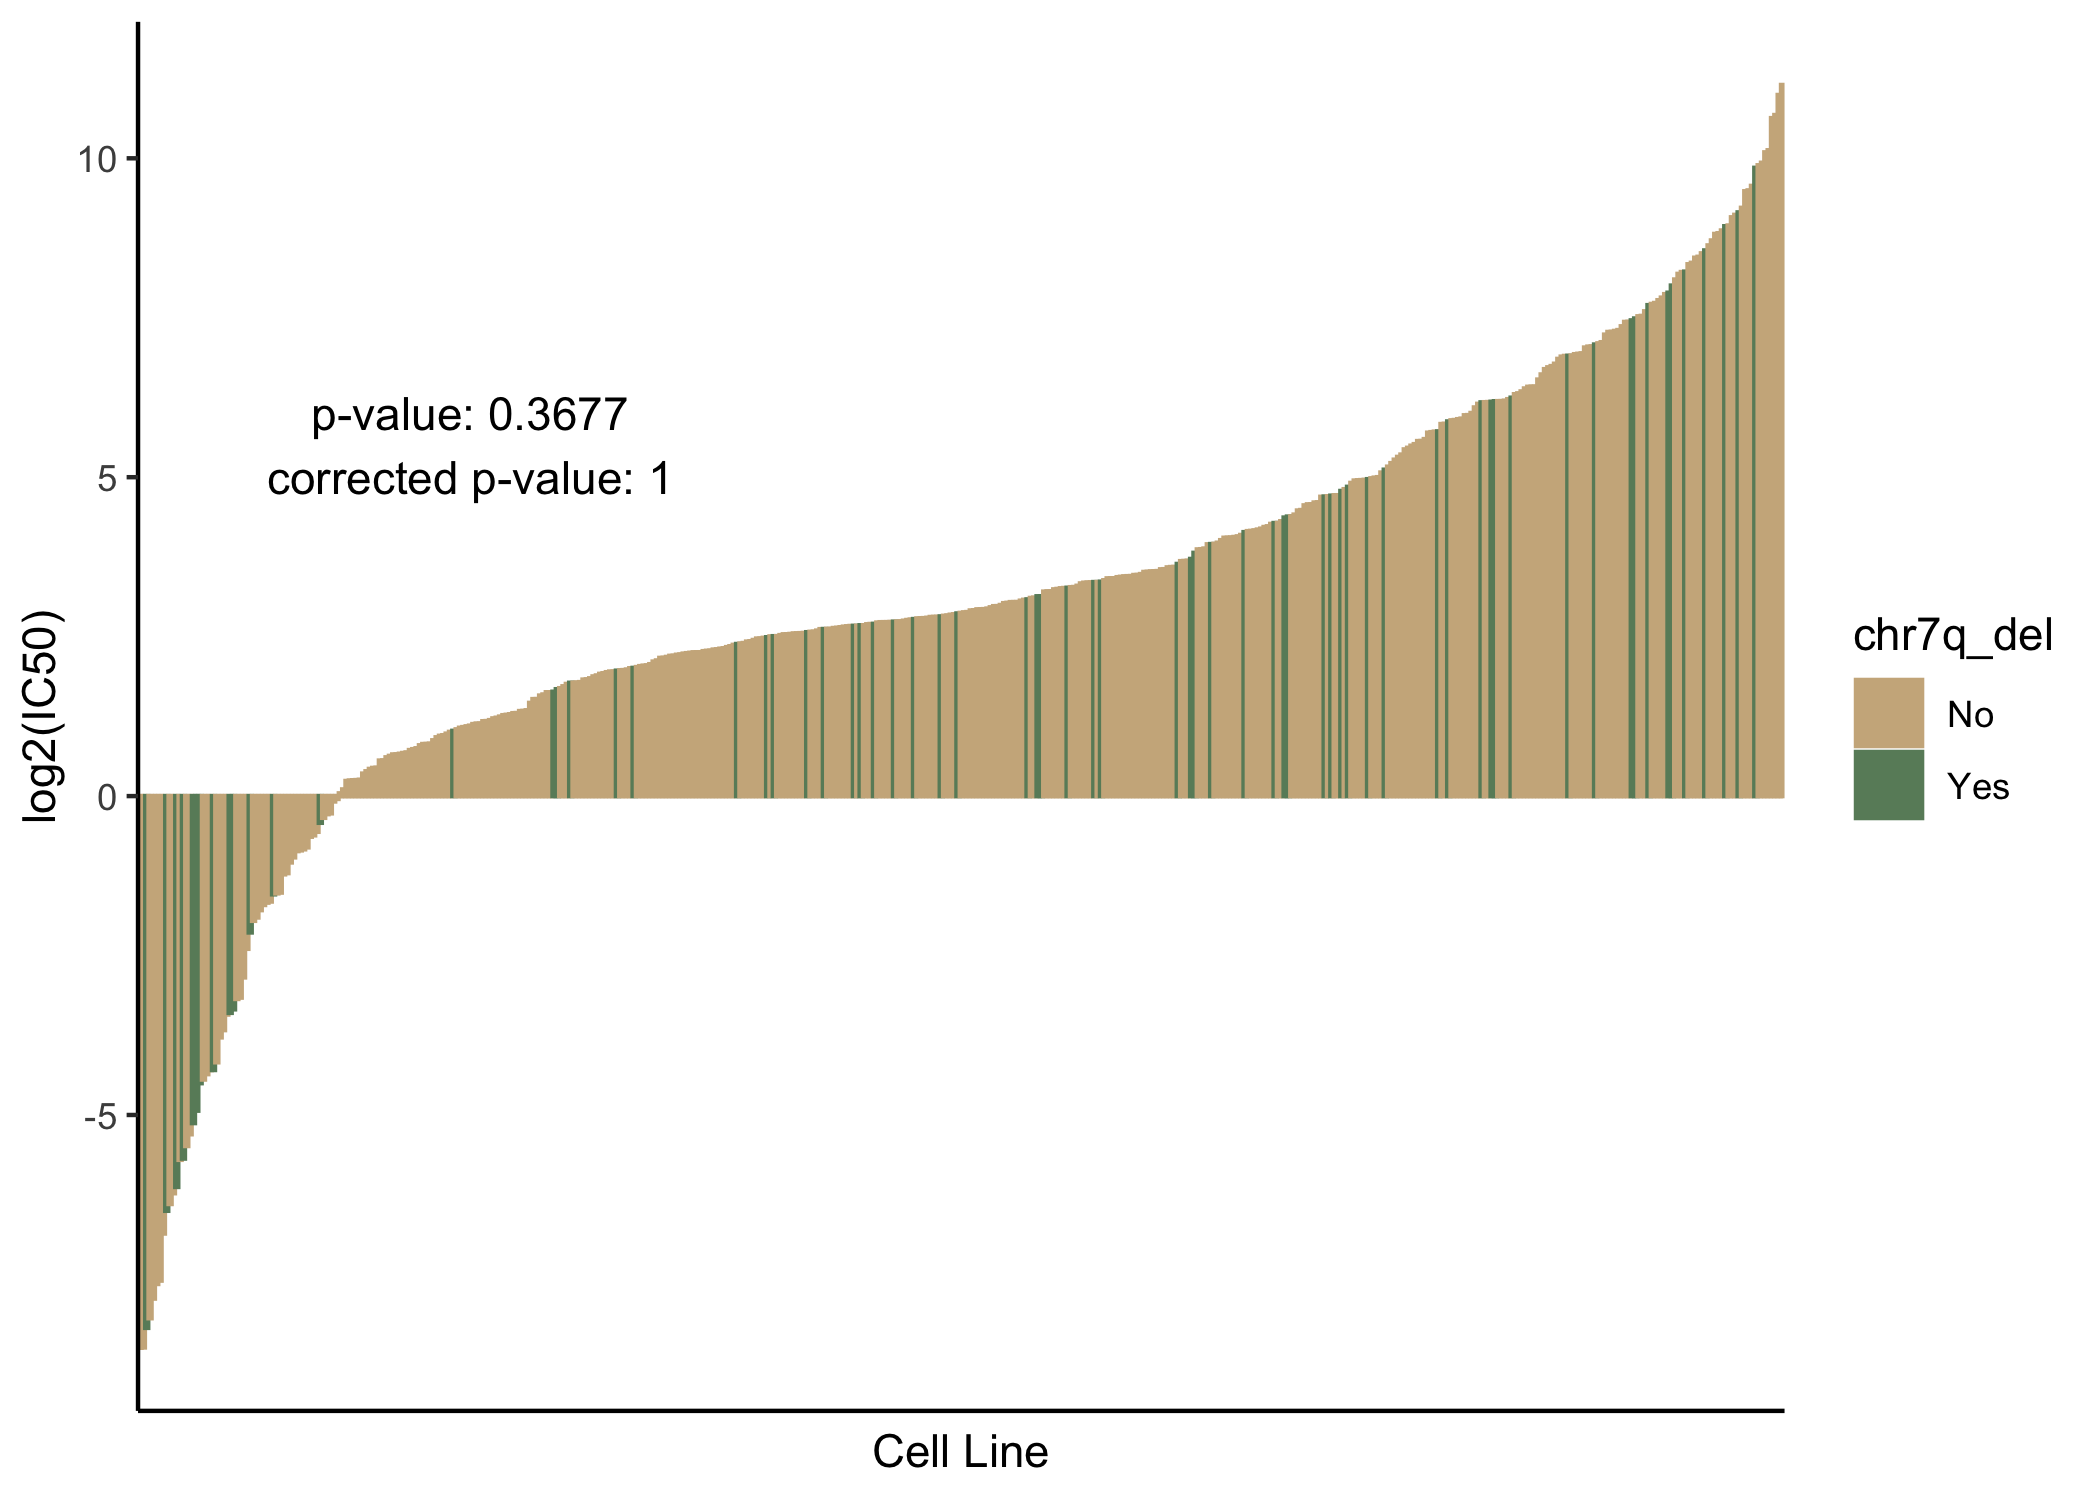 10
5
0
-5
log2(IC50)
p-value: 0.3677
corrected p-value: 1
Cell Line
chr7q_del
No
Yes